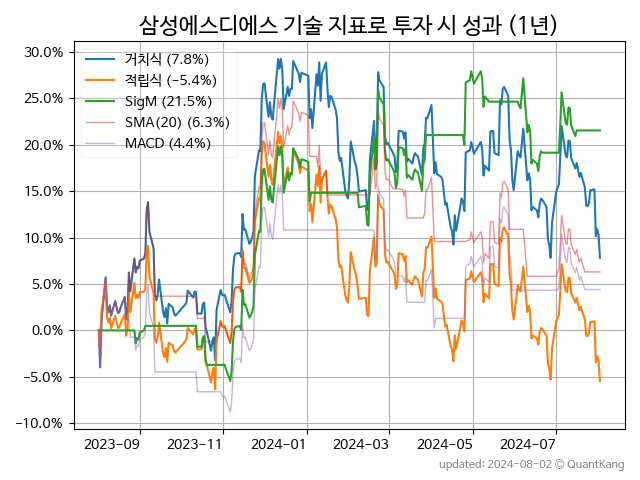 삼성에스디에스 기술 지표로 투자 시 성과 (1년)
30.0%
25.0%
20.0%
15.0%
10.0%
5.0%
0.0%
−5.0%
−10.0%
거치식 (7.8%)
적립식 (−5.4%)
SigM (21.5%)
SMA(20) (6.3%)
MACD (4.4%)
2023-09 2023-11 2024-01 2024-03 2024-05 2024-07
updated: 2024-08-02 © QuantKang